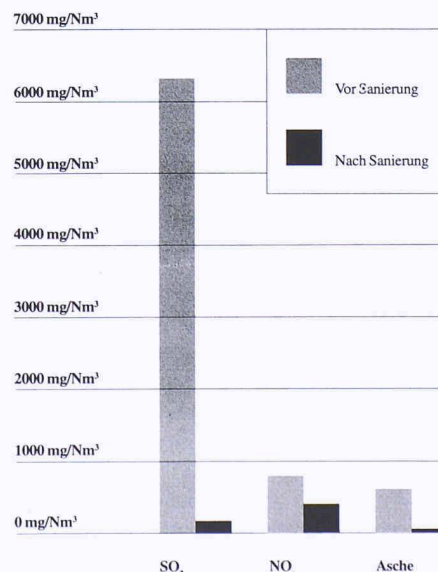 7000 mg/Nm³
6000 mg/Nm³
Vor Sanierung
5000 mg/Nm³
Nach Sanierung
4000 mg/Nm³
3000 mg/Nm³
2000 mg/Nm³
1000 mg/Nm³
0 mg/Nm³
SO₂ NO Asche